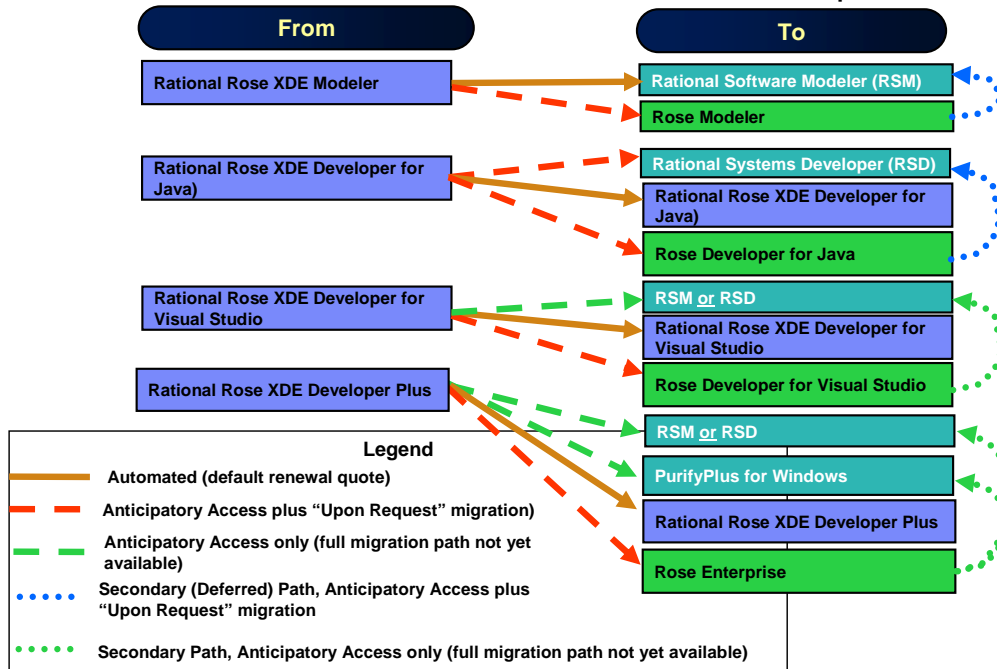 From
To
Rational Rose XDE Modeler
Rational Software Modeler (RSM)
Rose Modeler
Rational Rose XDE Developer for
Java)
Rational Systems Developer (RSD)
Rational Rose XDE Developer for
Java)
Rose Developer for Java
Rational Rose XDE Developer for
Visual Studio
RSM or RSD
Rational Rose XDE Developer for
Visual Studio
Rose Developer for Visual Studio
Rational Rose XDE Developer Plus
RSM or RSD
PurifyPlus for Windows
Rational Rose XDE Developer Plus
Rose Enterprise
Legend
Automated (default renewal quote)
Anticipatory Access plus “Upon Request” migration)
Anticipatory Access only (full migration path not yet
available)
Secondary (Deferred) Path, Anticipatory Access plus
“Upon Request” migration
Secondary Path, Anticipatory Access only (full migration path not yet available)